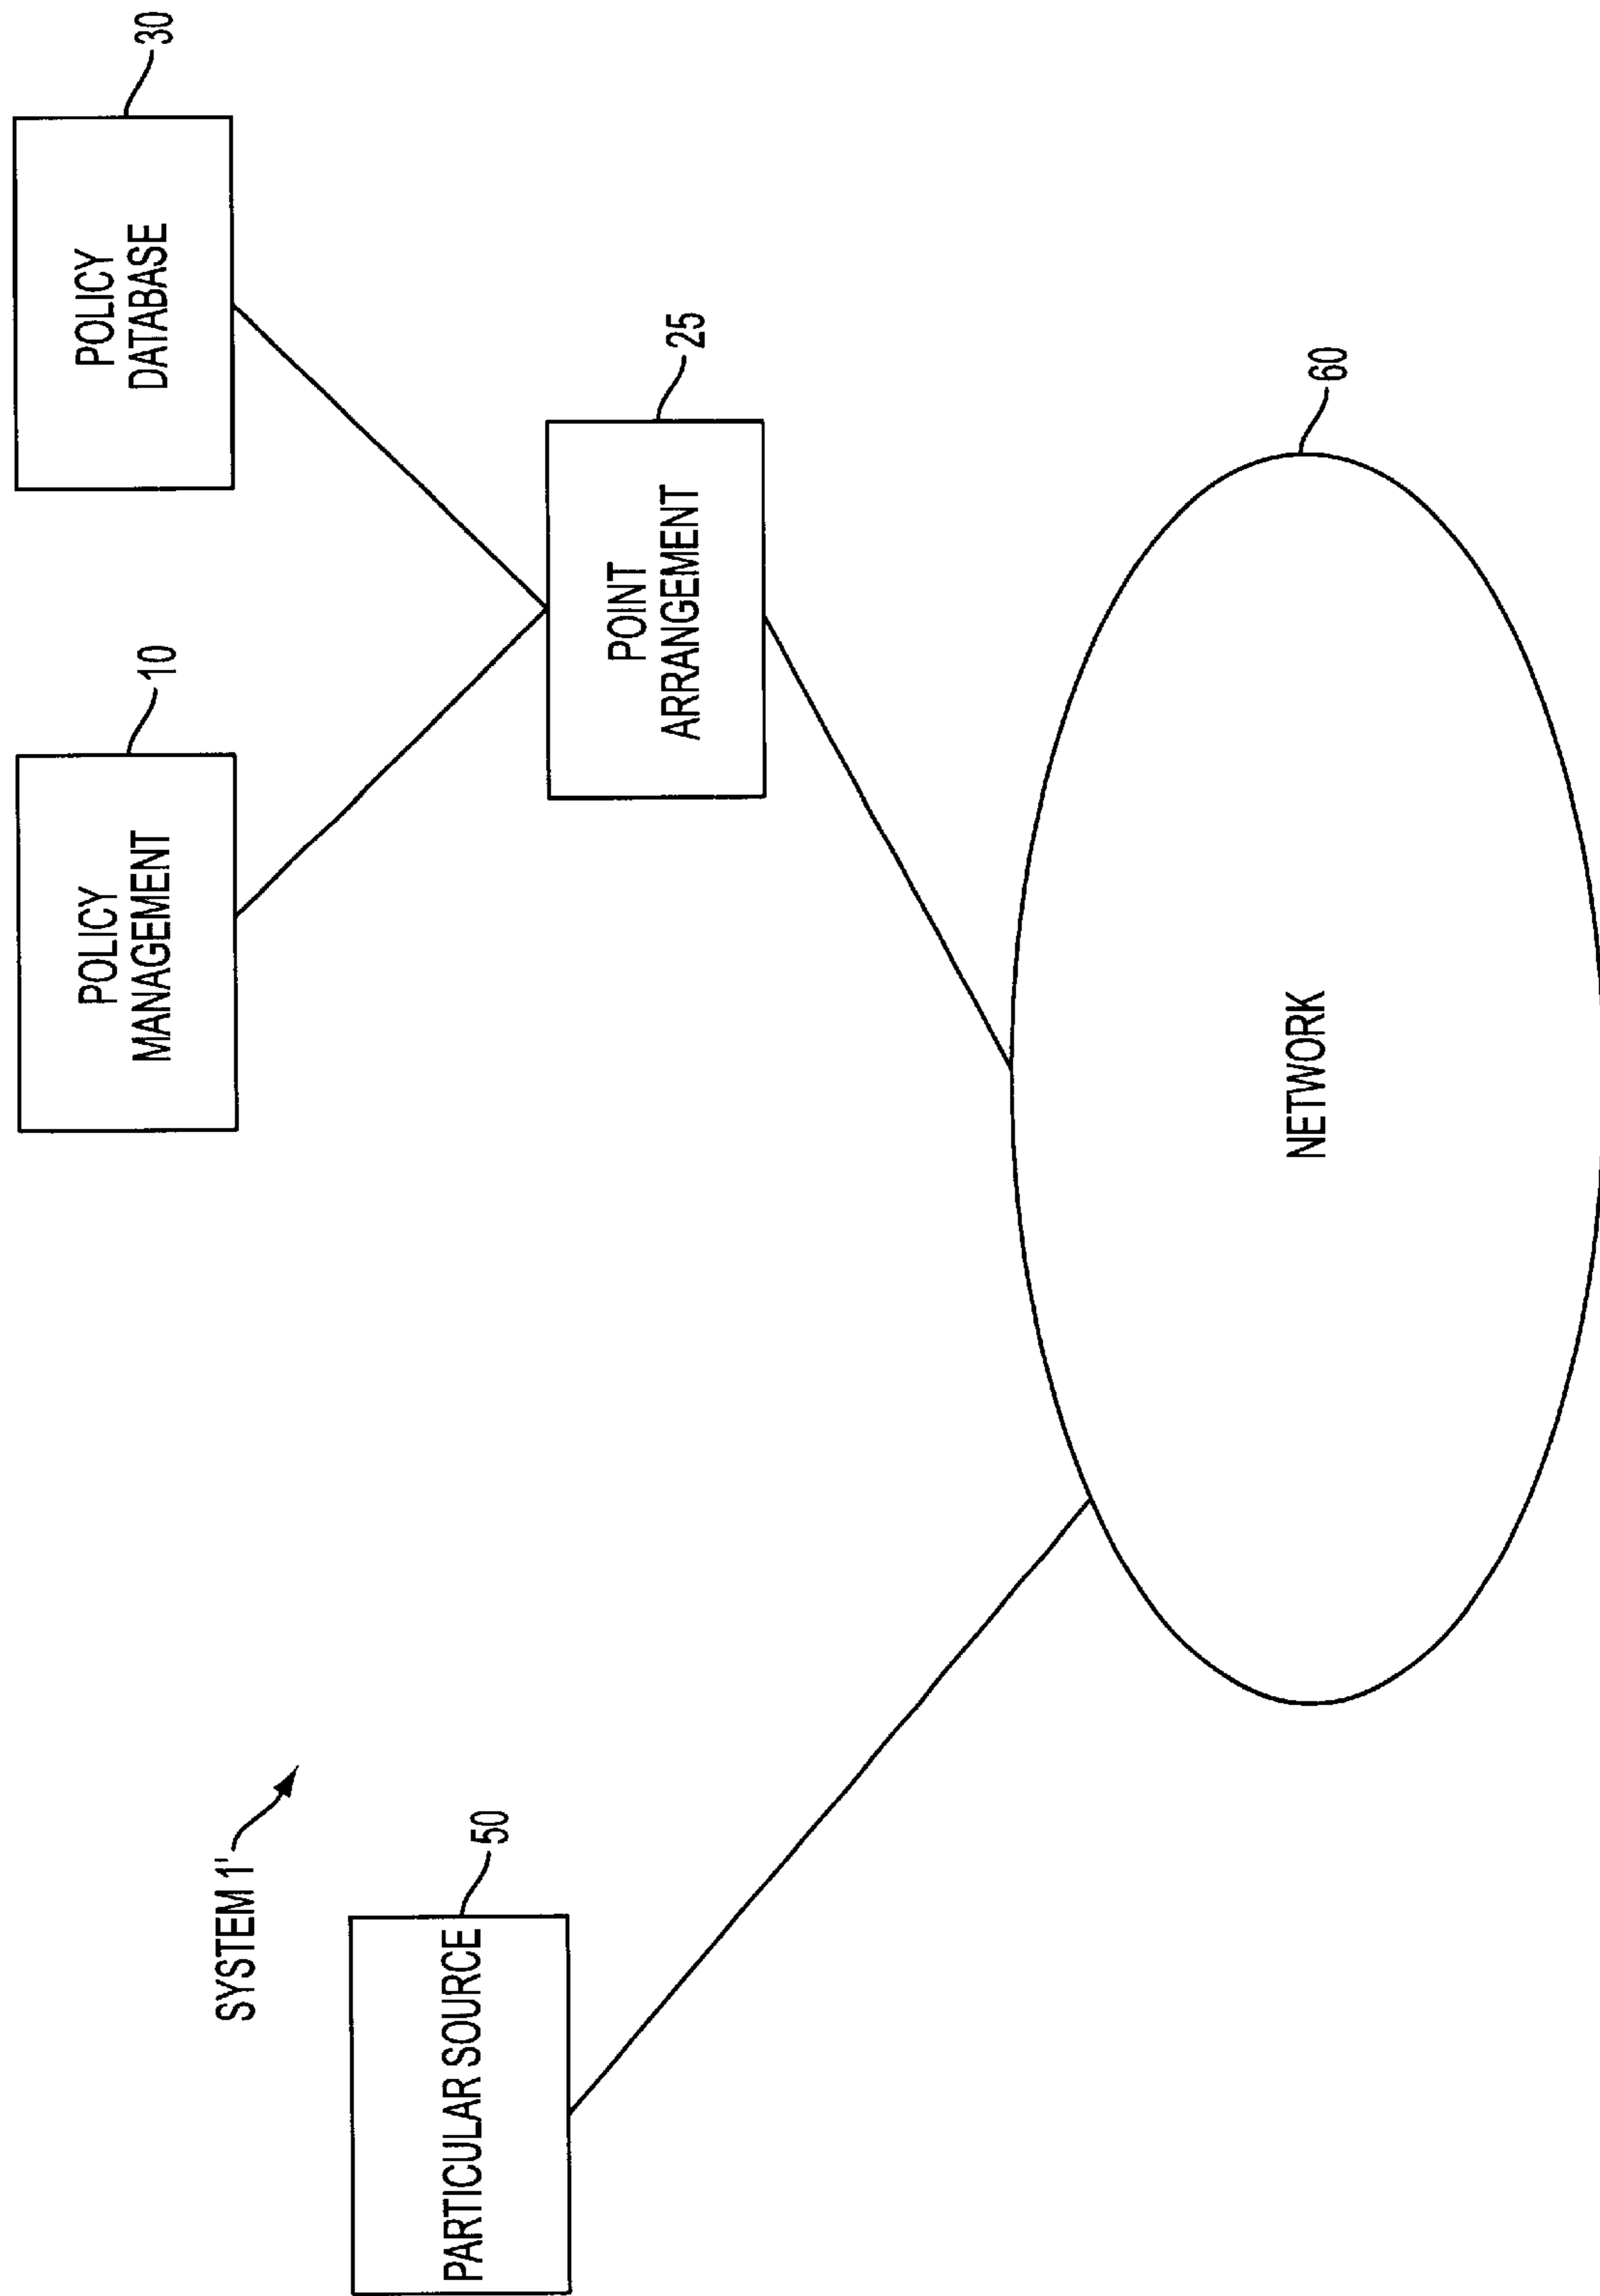 SYSTEM 1'
POLICY
MANAGEMENT
10
POLICY
DATABASE
30
PARTICULAR SOURCE
50
POINT
ARRANGEMENT
25
NETWORK
60